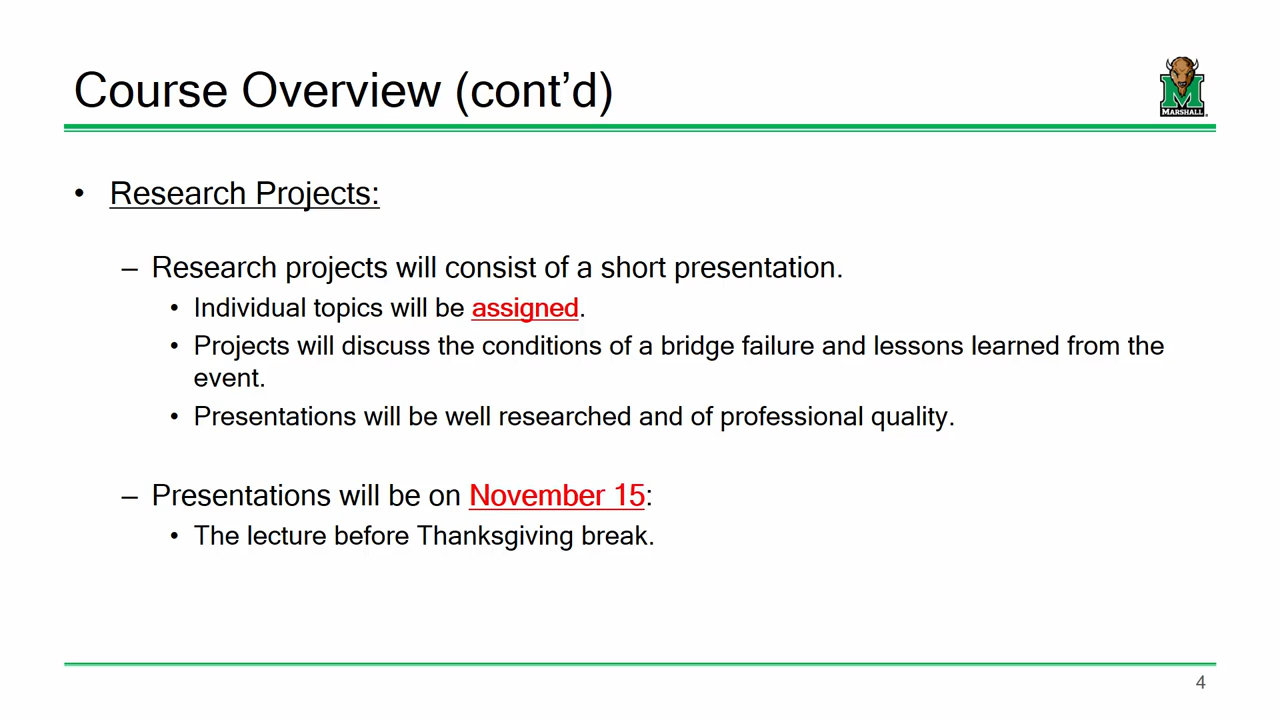 Course Overview (cont’d)
MARSHALL
• Research Projects:
– Research projects will consist of a short presentation.
• Individual topics will be assigned.
• Projects will discuss the conditions of a bridge failure and lessons learned from the
event.
• Presentations will be well researched and of professional quality.
– Presentations will be on November 15:
• The lecture before Thanksgiving break.
4